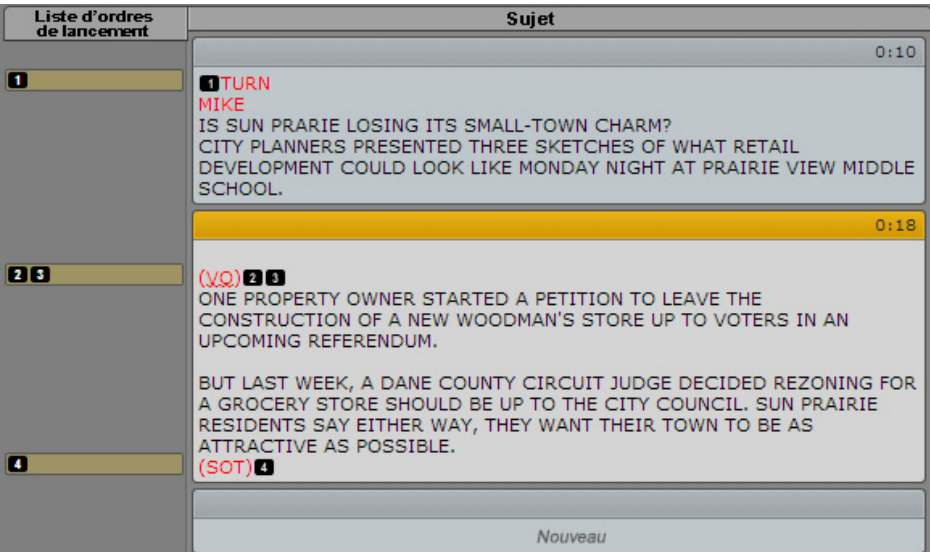 Liste d'ordres
de lancement
Sujet
0:10
1
1TURN
MIKE
IS SUN PRARIE LOSING ITS SMALL-TOWN CHARM?
CITY PLANNERS PRESENTED THREE SKETCHES OF WHAT RETAIL
DEVELOPMENT COULD LOOK LIKE MONDAY NIGHT AT PRAIRIE VIEW MIDDLE
SCHOOL.
0:18
2 3
(VO)2 3
ONE PROPERTY OWNER STARTED A PETITION TO LEAVE THE
CONSTRUCTION OF A NEW WOODMAN'S STORE UP TO VOTERS IN AN
UPCOMING REFERENDUM.
BUT LAST WEEK, A DANE COUNTY CIRCUIT JUDGE DECIDED REZONING FOR
A GROCERY STORE SHOULD BE UP TO THE CITY COUNCIL. SUN PRAIRIE
RESIDENTS SAY EITHER WAY, THEY WANT THEIR TOWN TO BE AS
ATTRACTIVE AS POSSIBLE.
4
(SOT)4
Nouveau